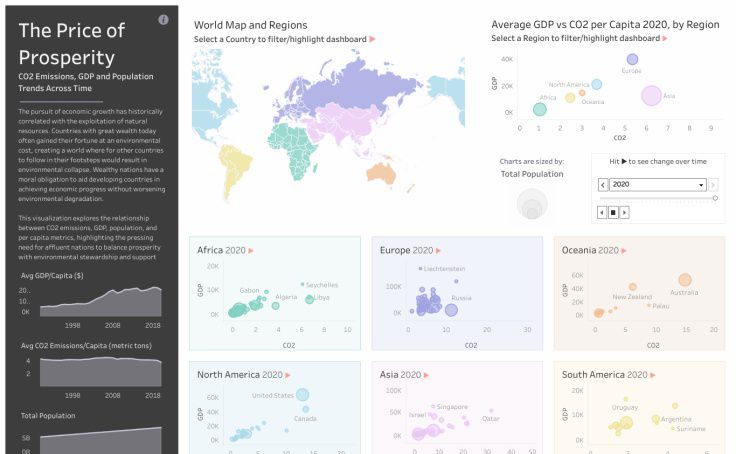 The Price of
Prosperity
i
CO2 Emissions, GDP and Population
Trends Across Time
The pursuit of economic growth has historically
correlated with the exploitation of natural
resources. Countries with great wealth today
often gained their fortune at an environmental
cost, creating a world where for other countries
to follow in their footsteps would result in
environmental collapse. Wealthy nations have a
moral obligation to aid developing countries in
achieving economic progress without worsening
environmental degradation.
This visualization explores the relationship
between CO2 emissions, GDP, population, and
per capita metrics, highlighting the pressing
need for affluent nations to balance prosperity
with environmental stewardship and support
Avg GDP/Capita ($)
20..
10..
0K
1998 2008 2018
Avg CO2 Emissions/Capita (metric tons)
4
2
1998 2008 2018
Total Population
5B
0B
World Map and Regions
Select a Country to filter/highlight dashboard ▶
Average GDP vs CO2 per Capita 2020, by Region
Select a Region to filter/highlight dashboard ▶
40K
20K
0K
GDP
Europe
North America
Africa
Oceania
Asia
0 1 2 3 4 5 6 7 8 9
CO2
Charts are sized by:
Total Population
Hit ▶ to see change over time
2020
Africa 2020 ▶
20K
10K
0K
GDP
Gabon
Seychelles
Algeria
Libya
0 2 4 6 8 10
CO2
Europe 2020 ▶
Liechtenstein
100K
0K
GDP
Russia
0 10 20 30
CO2
Oceania 2020 ▶
60K
40K
20K
0K
GDP
New Zealand
Australia
Palau
0 5 10 15 20
CO2
North America 2020 ▶
60K
40K
20K
0K
GDP
United States
Canada
0 5 10 15
Asia 2020 ▶
100K
50K
0K
GDP
Israel
Singapore
Qatar
0 10 20 30 40 50
South America 2020 ▶
20K
10K
0K
GDP
Uruguay
Argentina
Suriname
2 4 6